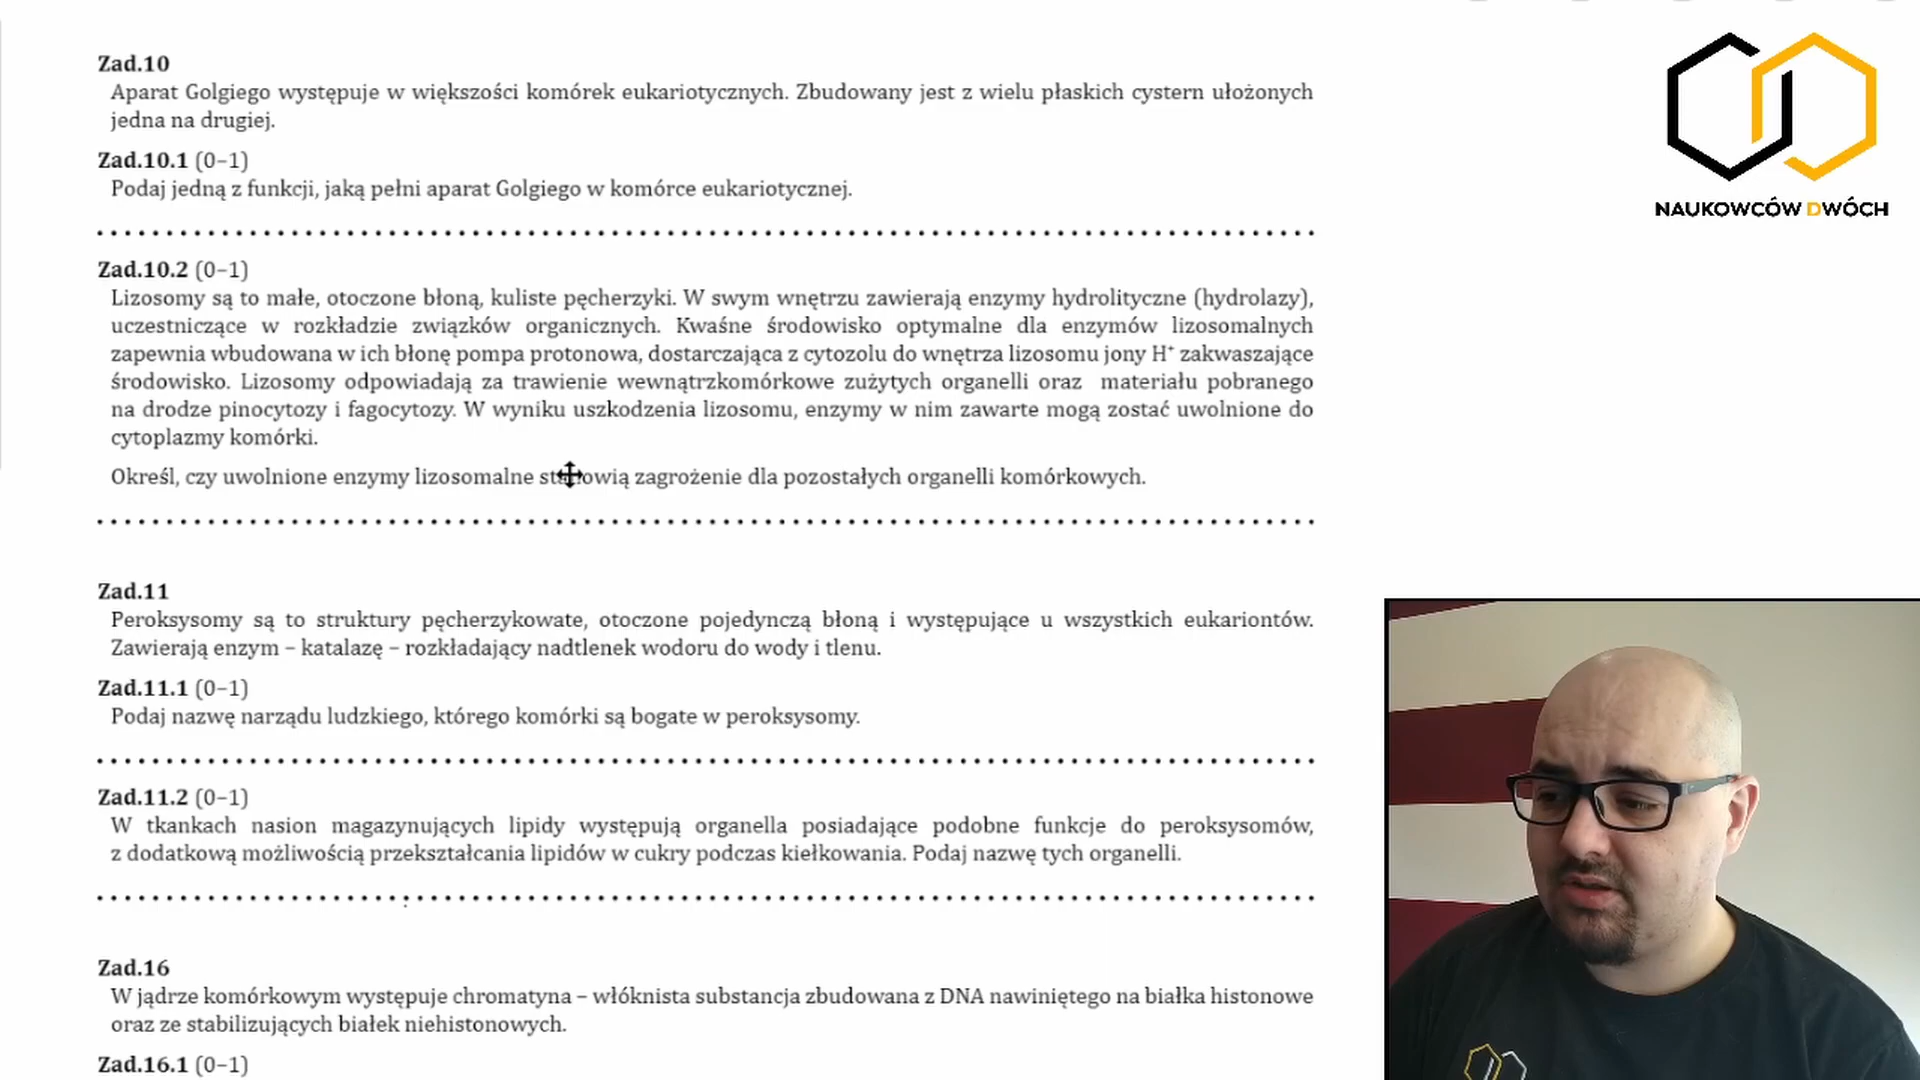 Zad.10
Aparat Golgiego występuje w większości komórek eukariotycznych. Zbudowany jest z wielu płaskich cystern ułożonych
jedna na drugiej.
Zad.10.1 (0–1)
Podaj jedną z funkcji, jaką pełni aparat Golgiego w komórce eukariotycznej.
Zad.10.2 (0–1)
Lizosomy są to małe, otoczone błoną, kuliste pęcherzyki. W swym wnętrzu zawierają enzymy hydrolityczne (hydrolazy),
uczestniczące w rozkładzie związków organicznych. Kwaśne środowisko optymalne dla enzymów lizosomalnych
zapewnia wbudowana w ich błonę pompa protonowa, dostarczająca z cytozolu do wnętrza lizosomu jony H⁺ zakwaszające
środowisko. Lizosomy odpowiadają za trawienie wewnątrzkomórkowe zużytych organelli oraz materiału pobranego
na drodze pinocytozy i fagocytozy. W wyniku uszkodzenia lizosomu, enzymy w nim zawarte mogą zostać uwolnione do
cytoplazmy komórki.
Określ, czy uwolnione enzymy lizosomalne stanowią zagrożenie dla pozostałych organelli komórkowych.
Zad.11
Peroksysomy są to struktury pęcherzykowate, otoczone pojedynczą błoną i występujące u wszystkich eukariontów.
Zawierają enzym – katalazę – rozkładający nadtlenek wodoru do wody i tlenu.
Zad.11.1 (0–1)
Podaj nazwę narządu ludzkiego, którego komórki są bogate w peroksysomy.
Zad.11.2 (0–1)
W tkankach nasion magazynujących lipidy występują organella posiadające podobne funkcje do peroksysomów,
z dodatkową możliwością przekształcania lipidów w cukry podczas kiełkowania. Podaj nazwę tych organelli.
Zad.16
W jądrze komórkowym występuje chromatyna – włóknista substancja zbudowana z DNA nawiniętego na białka histonowe
oraz ze stabilizujących białek niehistonowych.
Zad.16.1 (0–1)
NAUKOWCÓW DWÓCH